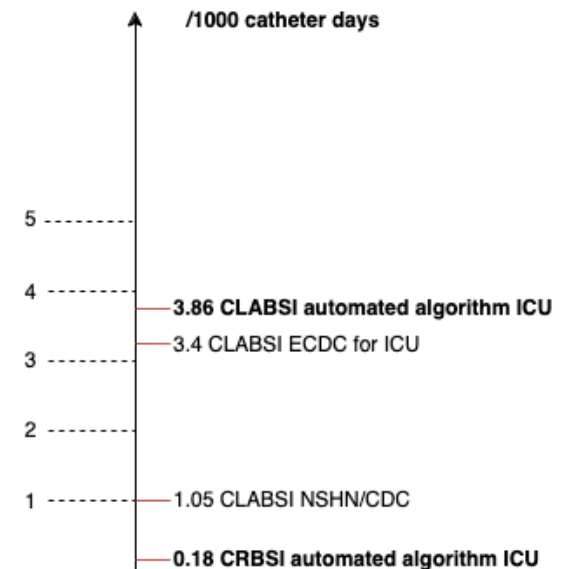 /1000 catheter days
5
4
3.86 CLABSI automated algorithm ICU
3.4 CLABSI ECDC for ICU
3
2
1
1.05 CLABSI NSHN/CDC
0.18 CRBSI automated algorithm ICU